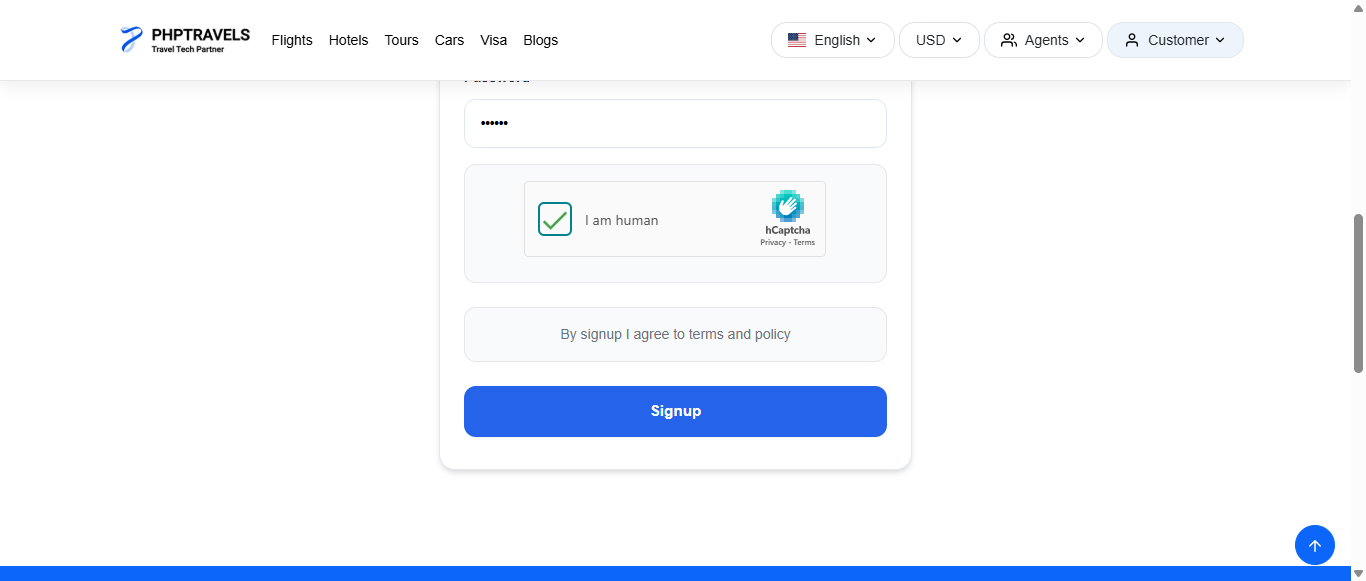 PHPTRAVELS
Travel Tech Partner
Flights Hotels Tours Cars Visa Blogs
English USD Agents Customer
Password
••••••
I am human
hCaptcha
Privacy - Terms
By signup I agree to terms and policy
Signup